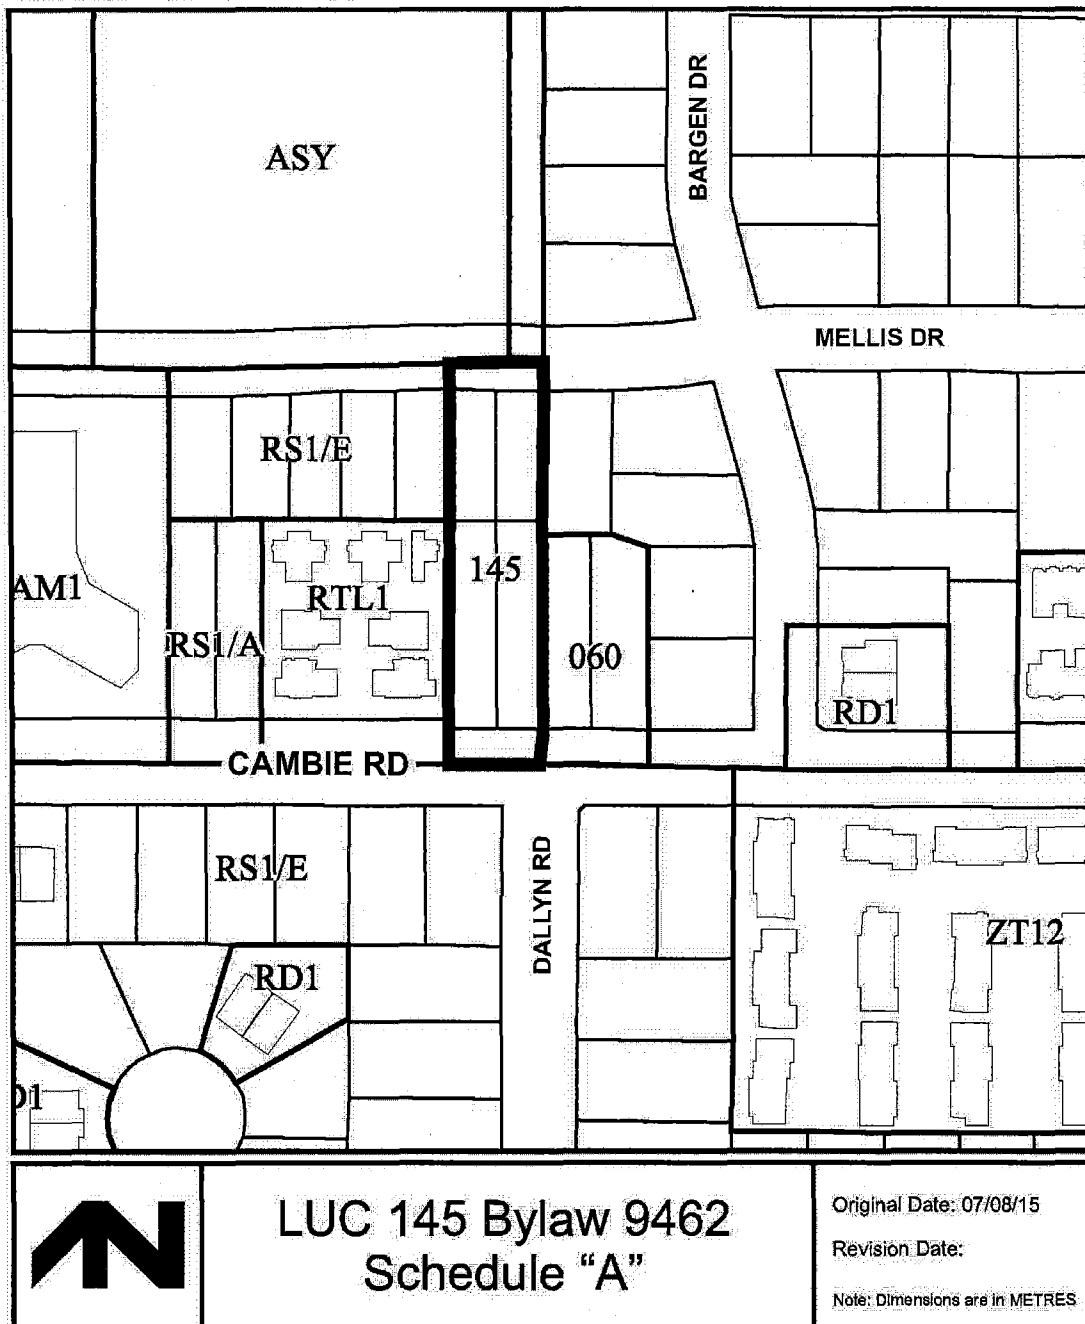 ASY
BARGEN DR
MELLIS DR
RS1/E
145
AM1
RTL1
RS1/A
060
RD1
CAMBIE RD
RS1/E
DALLYN RD
ZT12
RD1
D1
LUC 145 Bylaw 9462
Schedule “A”
Original Date: 07/08/15
Revision Date:
Note: Dimensions are in METRES